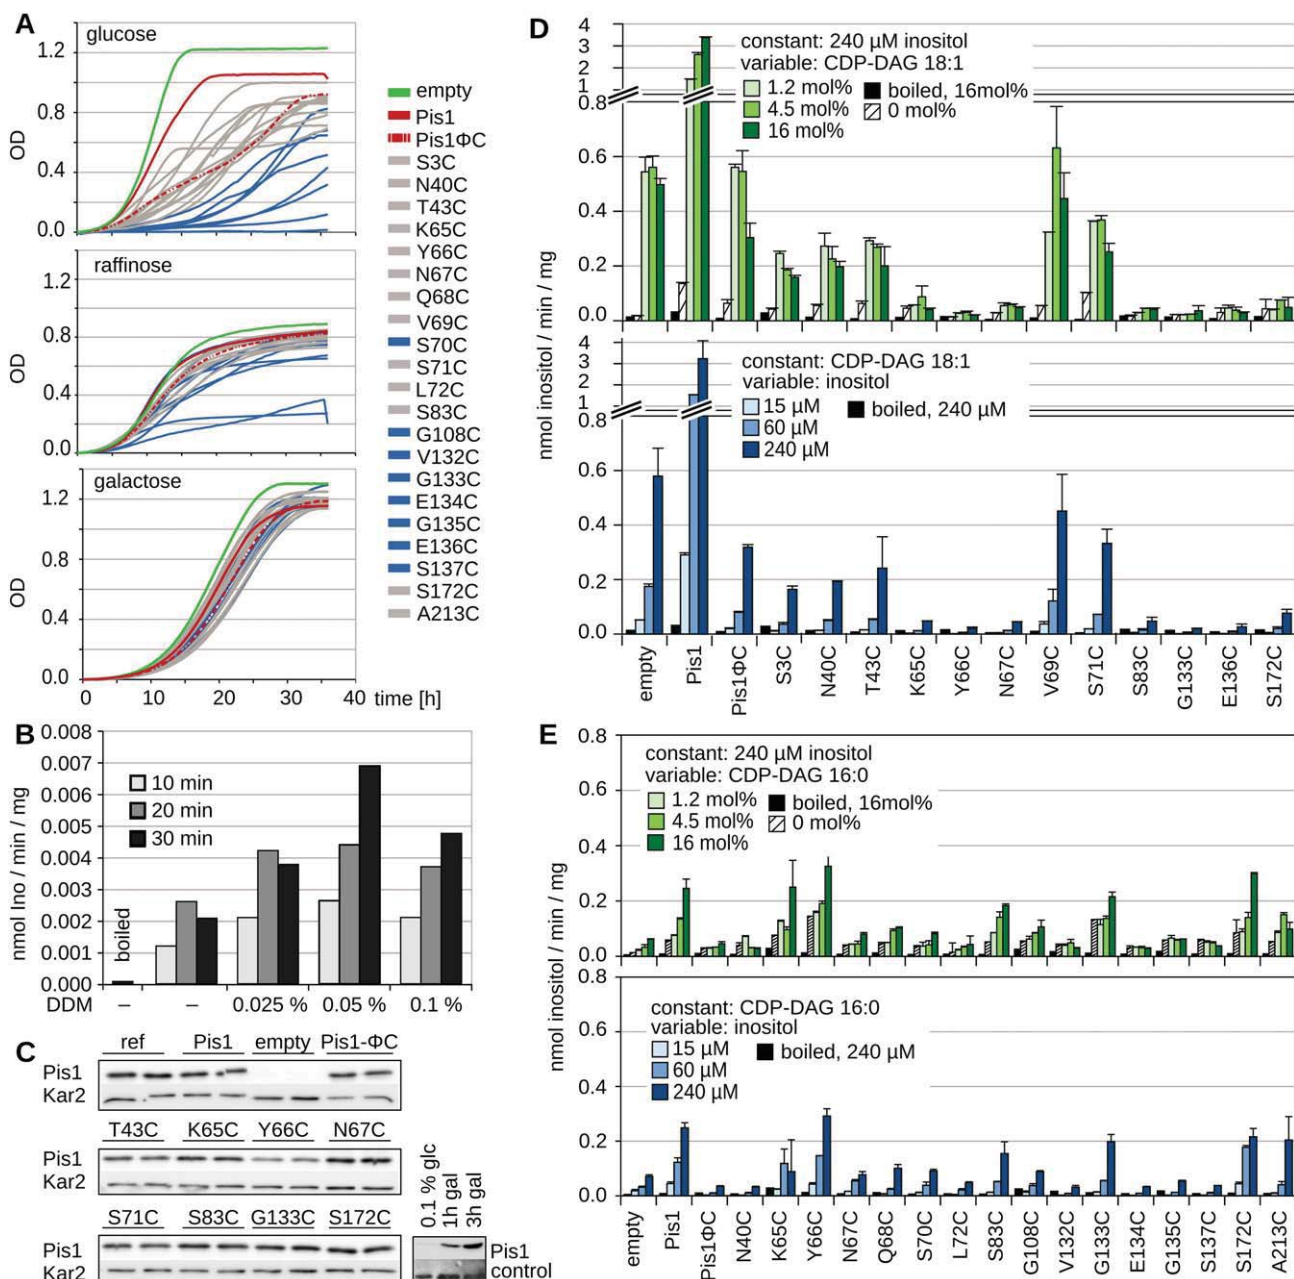 A
glucose
1.2
0.8
0.4
0.0
OD
raffinose
1.2
0.8
0.4
0.0
OD
galactose
1.2
0.8
0.4
0.0
OD
0 10 20 30 40 time [h]
empty
Pis1
Pis1ΦC
S3C
N40C
T43C
K65C
Y66C
N67C
Q68C
V69C
S70C
S71C
L72C
S83C
G108C
V132C
G133C
E134C
G135C
E136C
S137C
S172C
A213C
B
0.008
0.007
0.006
0.005
0.004
0.003
0.002
0.001
0.000
nmol Ino / min / mg
10 min
20 min
30 min
boiled
DDM – – 0.025 % 0.05 % 0.1 %
C
ref Pis1 empty Pis1-ΦC
Pis1
Kar2
T43C K65C Y66C N67C
Pis1
Kar2
S71C S83C G133C S172C
Pis1
Kar2
0.1 % glc
1h gal
3h gal
Pis1
control
D
nmol inositol / min / mg
4
3
2
1
0.8
0.6
0.4
0.2
0.0
constant: 240 µM inositol
variable: CDP-DAG 18:1
1.2 mol% boiled, 16mol%
4.5 mol% 0 mol%
16 mol%
4
3
2
1
0.8
0.6
0.4
0.2
0.0
constant: CDP-DAG 18:1
variable: inositol
15 µM boiled, 240 µM
60 µM
240 µM
empty
Pis1
Pis1ΦC
S3C
N40C
T43C
K65C
Y66C
N67C
V69C
S71C
S83C
G133C
E136C
S172C
E
nmol inositol / min / mg
0.8
0.6
0.4
0.2
0.0
constant: 240 µM inositol
variable: CDP-DAG 16:0
1.2 mol% boiled, 16mol%
4.5 mol% 0 mol%
16 mol%
0.8
0.6
0.4
0.2
0.0
constant: CDP-DAG 16:0
variable: inositol
15 µM boiled, 240 µM
60 µM
240 µM
empty
Pis1
Pis1ΦC
N40C
K65C
Y66C
N67C
Q68C
S70C
L72C
S83C
G108C
V132C
G133C
E134C
G135C
S137C
S172C
A213C